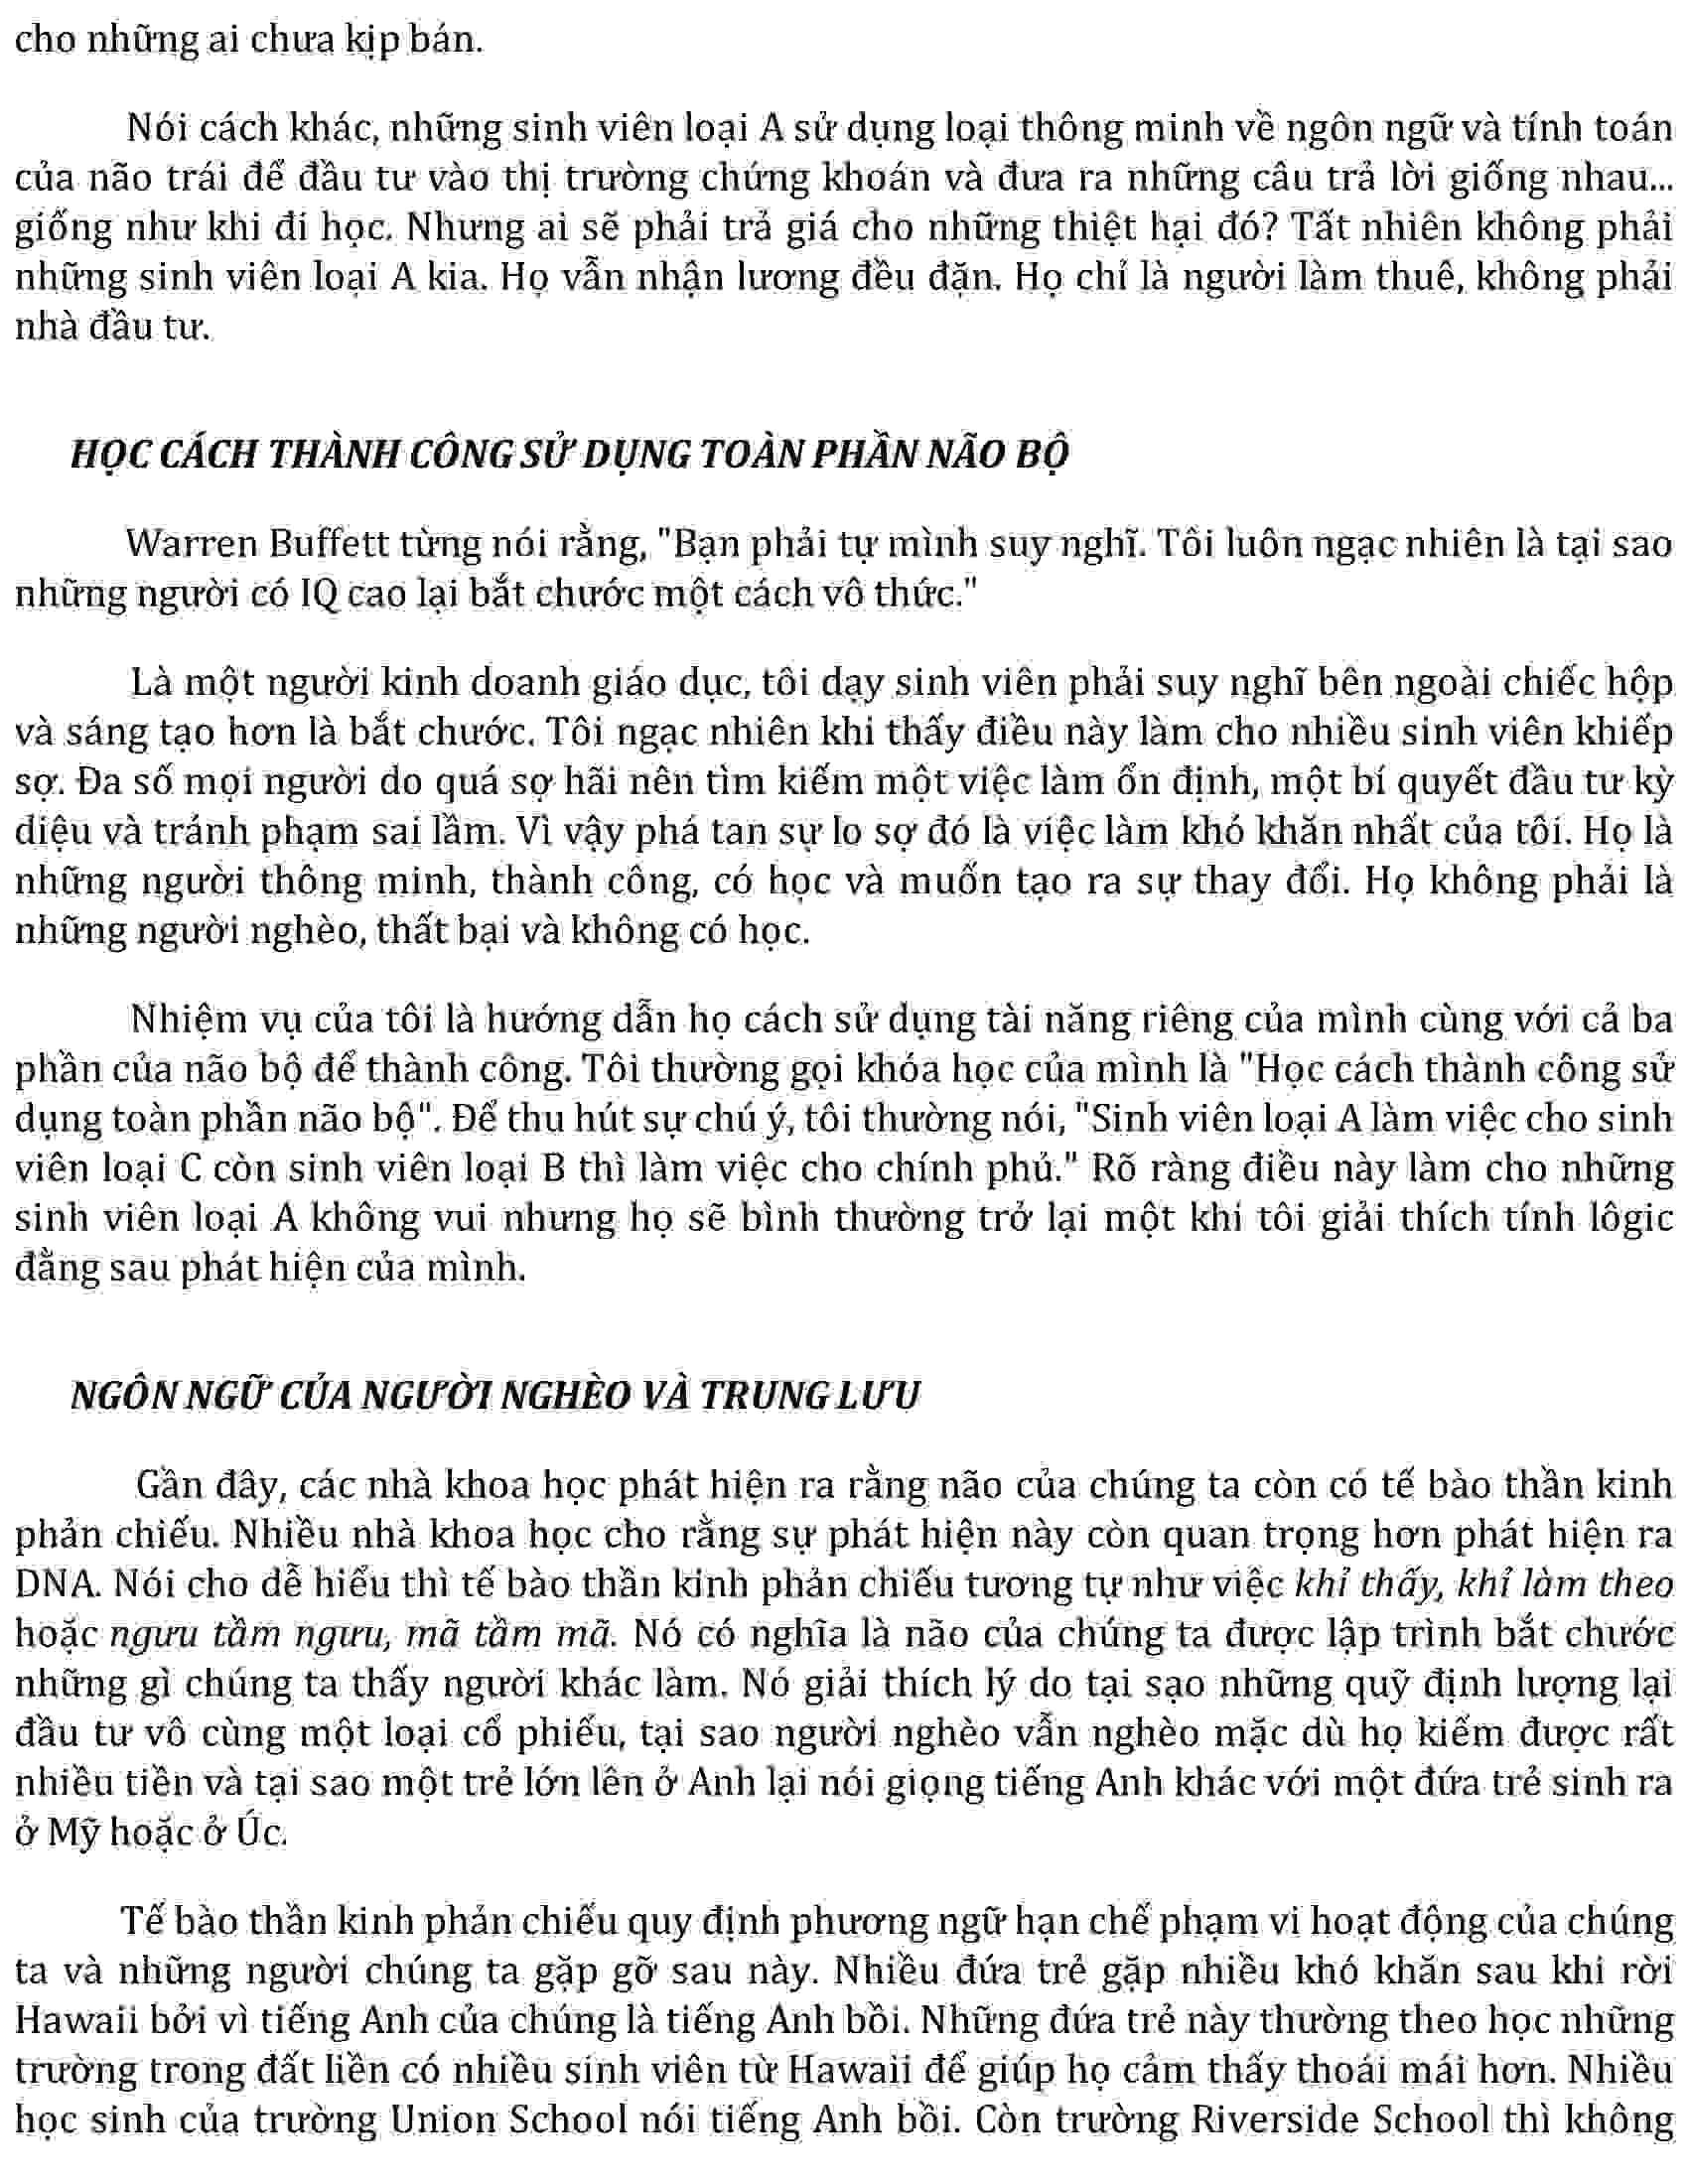 cho những ai chưa kịp bán.
Nói cách khác, những sinh viên loại A sử dụng loại thông minh về ngôn ngữ và tính toán
của não trái để đầu tư vào thị trường chứng khoán và đưa ra những câu trả lời giống nhau...
giống như khi đi học. Nhưng ai sẽ phải trả giá cho những thiệt hại đó? Tất nhiên không phải
những sinh viên loại A kia. Họ vẫn nhận lương đều đặn. Họ chỉ là người làm thuê, không phải
nhà đầu tư.
HỌC CÁCH THÀNH CÔNG SỬ DỤNG TOÀN PHẦN NÃO BỘ
Warren Buffett từng nói rằng, "Bạn phải tự mình suy nghĩ. Tôi luôn ngạc nhiên là tại sao
những người có IQ cao lại bắt chước một cách vô thức."
Là một người kinh doanh giáo dục, tôi dạy sinh viên phải suy nghĩ bên ngoài chiếc hộp
và sáng tạo hơn là bắt chước. Tôi ngạc nhiên khi thấy điều này làm cho nhiều sinh viên khiếp
sợ. Đa số mọi người do quá sợ hãi nên tìm kiếm một việc làm ổn định, một bí quyết đầu tư kỳ
diệu và tránh phạm sai lầm. Vì vậy phá tan sự lo sợ đó là việc làm khó khăn nhất của tôi. Họ là
những người thông minh, thành công, có học và muốn tạo ra sự thay đổi. Họ không phải là
những người nghèo, thất bại và không có học.
Nhiệm vụ của tôi là hướng dẫn họ cách sử dụng tài năng riêng của mình cùng với cả ba
phần của não bộ để thành công. Tôi thường gọi khóa học của mình là "Học cách thành công sử
dụng toàn phần não bộ". Để thu hút sự chú ý, tôi thường nói, "Sinh viên loại A làm việc cho sinh
viên loại C còn sinh viên loại B thì làm việc cho chính phủ." Rõ ràng điều này làm cho những
sinh viên loại A không vui nhưng họ sẽ bình thường trở lại một khi tôi giải thích tính lôgic
đằng sau phát hiện của mình.
NGÔN NGỮ CỦA NGƯỜI NGHÈO VÀ TRUNG LƯU
Gần đây, các nhà khoa học phát hiện ra rằng não của chúng ta còn có tế bào thần kinh
phản chiếu. Nhiều nhà khoa học cho rằng sự phát hiện này còn quan trọng hơn phát hiện ra
DNA. Nói cho dễ hiểu thì tế bào thần kinh phản chiếu tương tự như việc khỉ thấy, khỉ làm theo
hoặc ngưu tầm ngưu, mã tầm mã. Nó có nghĩa là não của chúng ta được lập trình bắt chước
những gì chúng ta thấy người khác làm. Nó giải thích lý do tại sạo những quỹ định lượng lại
đầu tư vô cùng một loại cổ phiếu, tại sao người nghèo vẫn nghèo mặc dù họ kiếm được rất
nhiều tiền và tại sao một trẻ lớn lên ở Anh lại nói giọng tiếng Anh khác với một đứa trẻ sinh ra
ở Mỹ hoặc ở Úc.
Tế bào thần kinh phản chiếu quy định phương ngữ hạn chế phạm vi hoạt động của chúng
ta và những người chúng ta gặp gỡ sau này. Nhiều đứa trẻ gặp nhiều khó khăn sau khi rời
Hawaii bởi vì tiếng Anh của chúng là tiếng Anh bồi. Những đứa trẻ này thường theo học những
trường trong đất liền có nhiều sinh viên từ Hawaii để giúp họ cảm thấy thoải mái hơn. Nhiều
học sinh của trường Union School nói tiếng Anh bồi. Còn trường Riverside School thì không